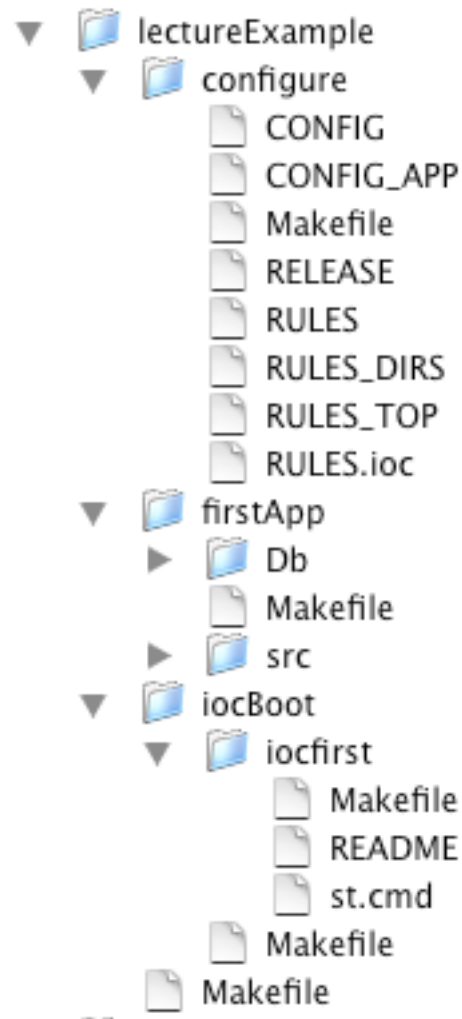 lectureExample
configure
CONFIG
CONFIG_APP
Makefile
RELEASE
RULES
RULES_DIRS
RULES_TOP
RULES.ioc
firstApp
Db
Makefile
src
iocBoot
iocfirst
Makefile
README
st.cmd
Makefile
Makefile